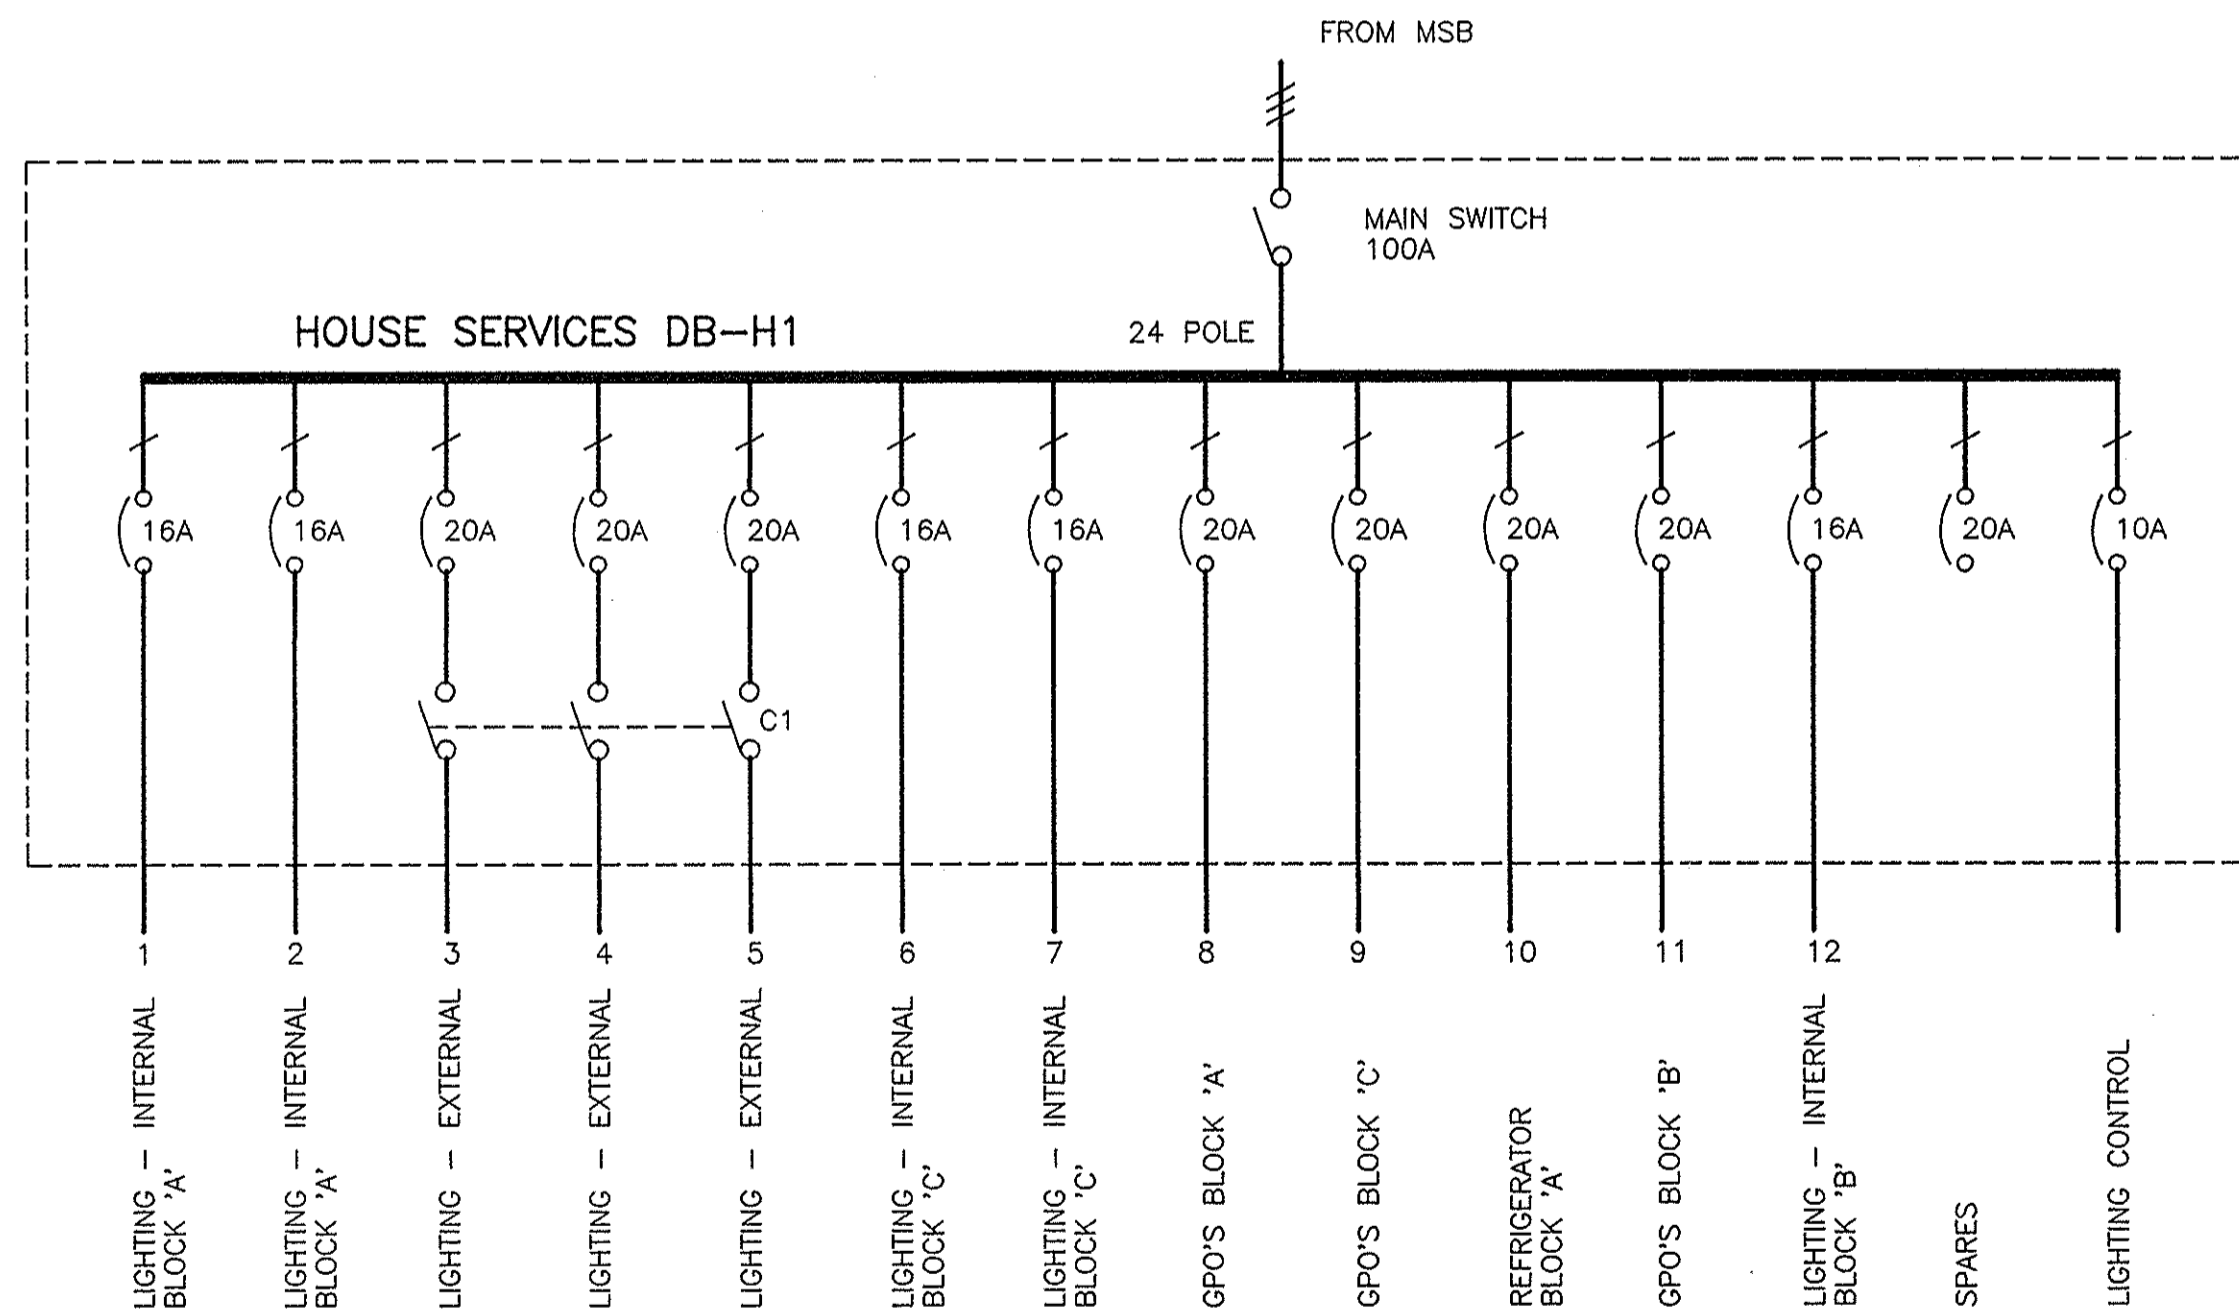 FROM MSB
MAIN SWITCH
100A
HOUSE SERVICES DB-H1
24 POLE
16A
16A
20A
20A
20A
16A
16A
20A
20A
20A
20A
16A
20A
10A
C1
1
2
3
4
5
6
7
8
9
10
11
12
LIGHTING - INTERNAL
BLOCK 'A'
LIGHTING - INTERNAL
BLOCK 'A'
LIGHTING - EXTERNAL
LIGHTING - EXTERNAL
LIGHTING - EXTERNAL
LIGHTING - INTERNAL
BLOCK 'C'
LIGHTING - INTERNAL
BLOCK 'C'
GPO'S BLOCK 'A'
GPO'S BLOCK 'C'
REFRIGERATOR
BLOCK 'A'
GPO'S BLOCK 'B'
LIGHTING - INTERNAL
BLOCK 'B'
SPARES
LIGHTING CONTROL